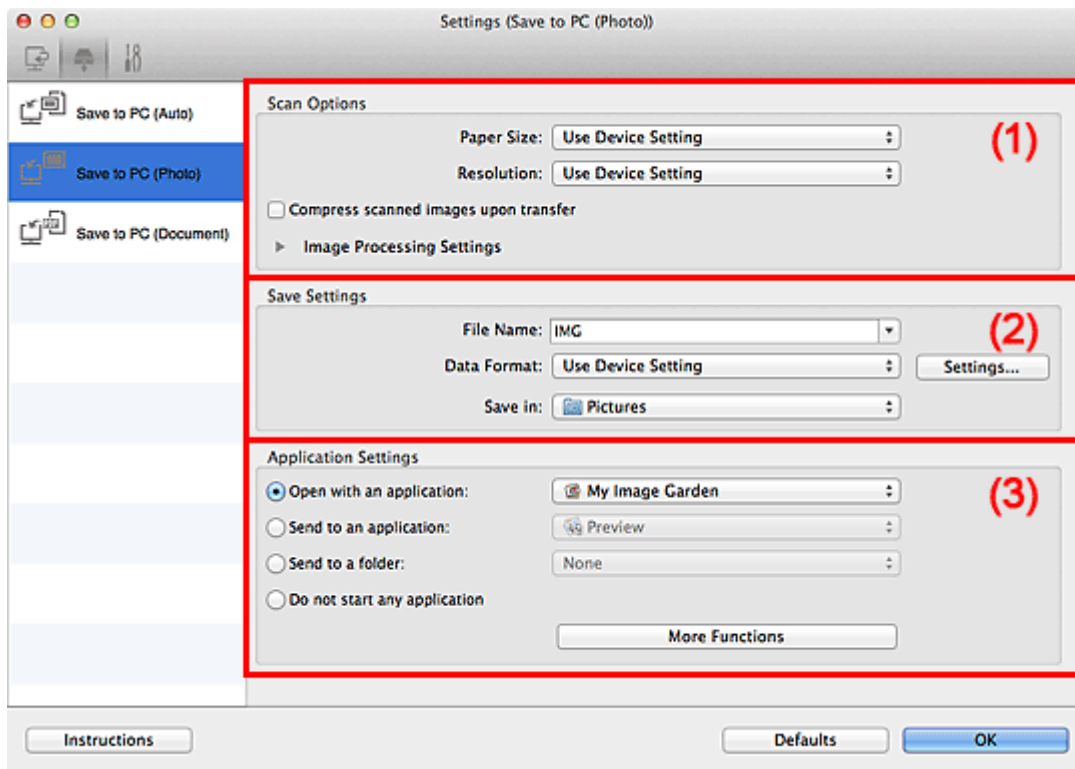 Settings (Save to PC (Photo))
Save to PC (Auto)
Save to PC (Photo)
Save to PC (Document)
Scan Options
(1)
Paper Size: Use Device Setting
Resolution: Use Device Setting
Compress scanned images upon transfer
Image Processing Settings
Save Settings
(2)
File Name: IMG
Data Format: Use Device Setting Settings...
Save in: Pictures
Application Settings
(3)
Open with an application: My Image Garden
Send to an application: Preview
Send to a folder: None
Do not start any application
More Functions
Instructions Defaults OK